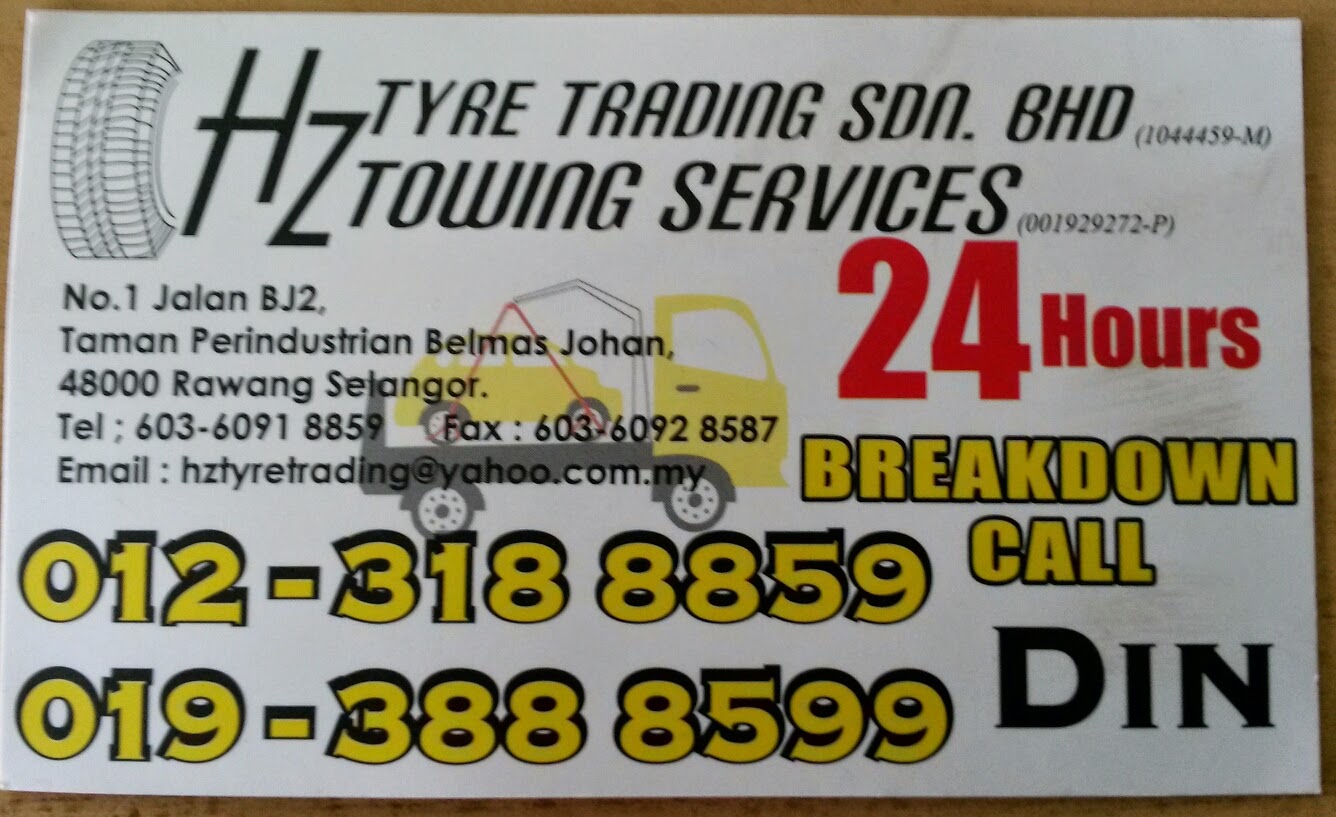 HZ TYRE TRADING SDN. BHD (1044459-M)
TOWING SERVICES (001929272-P)
No.1 Jalan BJ2,
Taman Perindustrian Belmas Johan,
48000 Rawang Selangor.
Tel ; 603-6091 8859 Fax : 603-6092 8587
Email : hztyretrading@yahoo.com.my
24 Hours
BREAKDOWN
CALL
012-318 8859
019-388 8599
DIN